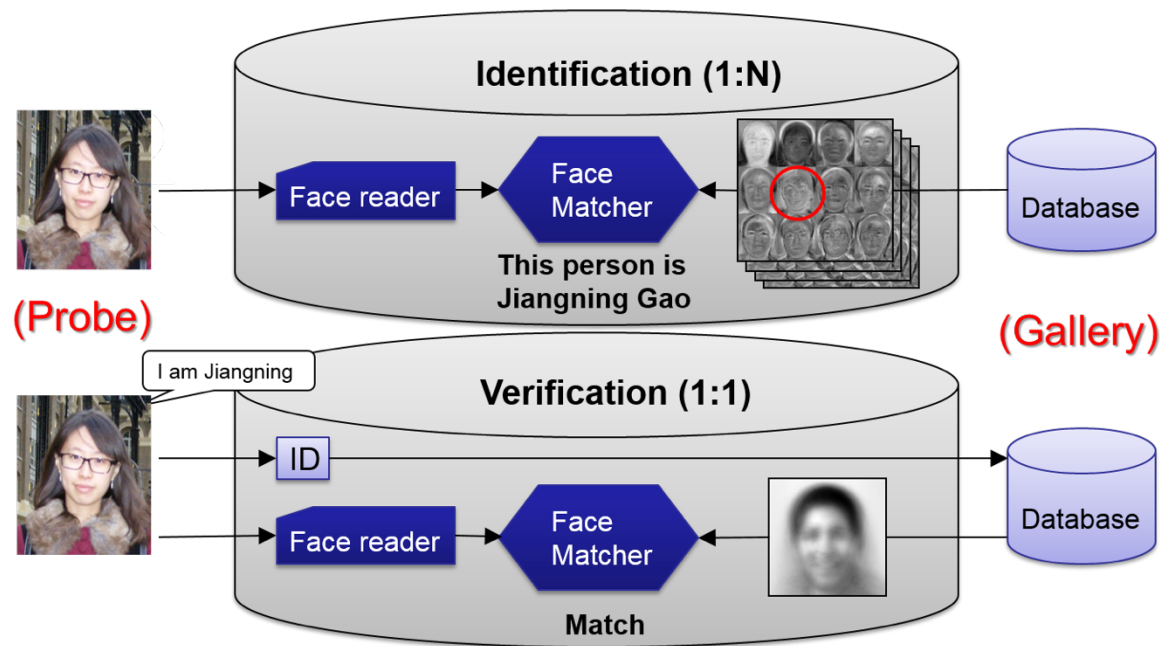 Identification (1:N)
Face reader
Face
Matcher
Database
This person is
Jiangning Gao
(Probe)
(Gallery)
I am Jiangning
Verification (1:1)
ID
Face reader
Face
Matcher
Database
Match